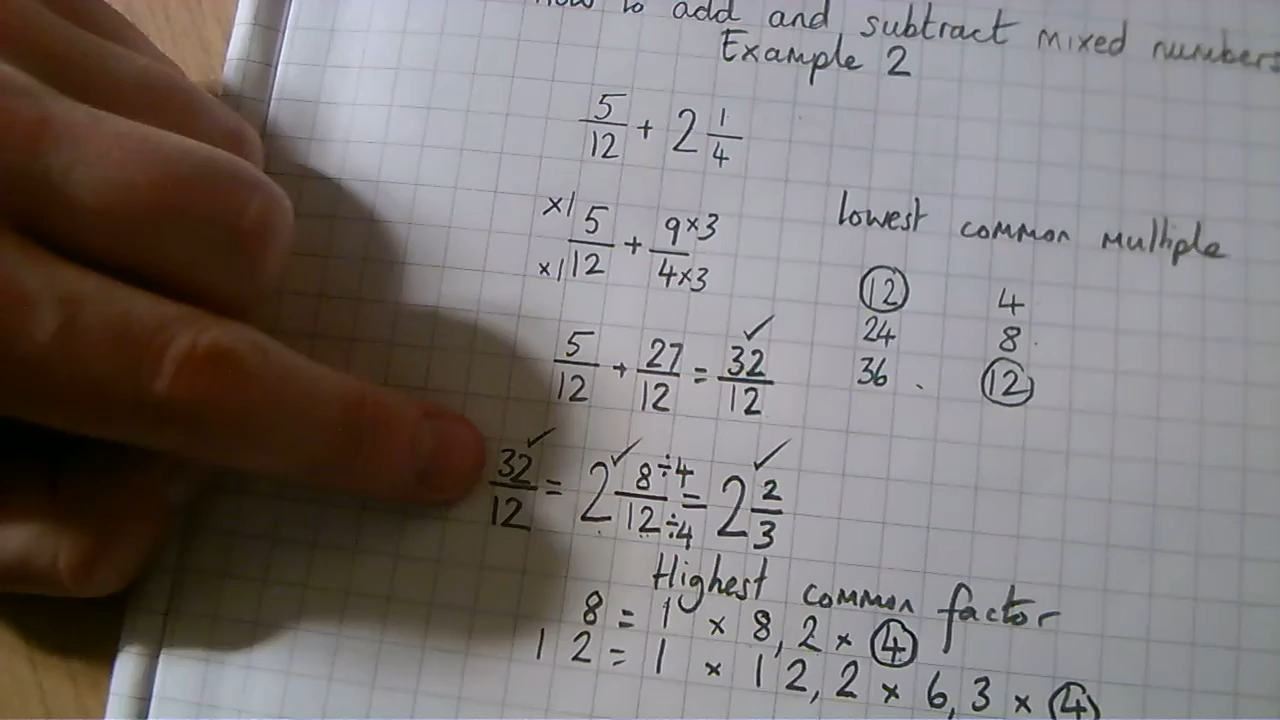 how to add and subtract mixed numbers
Example 2
5/12 + 2 1/4
×1 5/12 ×1 + 9×3/4×3
lowest common multiple
12 4
24 8
36 . 12
5/12 + 27/12 = 32/12 ✓
32/12 ✓ = 2 ✓ 8÷4/12÷4 = 2 2/3 ✓
Highest common factor
8 = 1 × 8, 2 × 4
12 = 1 × 12, 2 × 6, 3 × 4